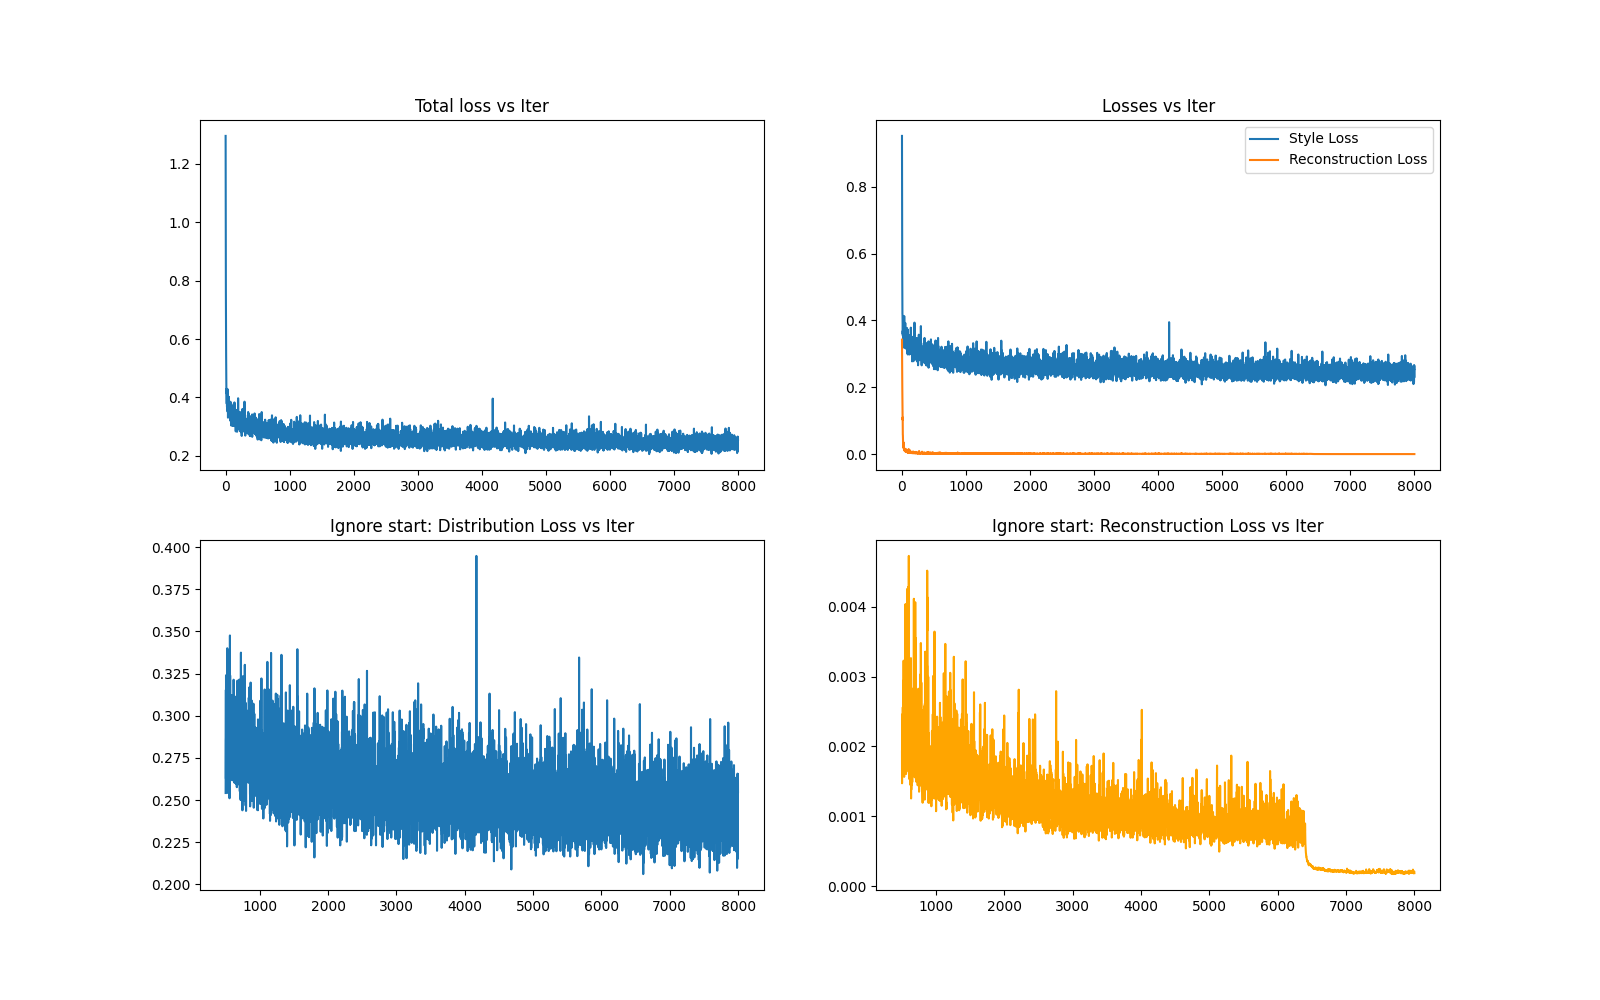 Total loss vs Iter
1.2
1.0
0.8
0.6
0.4
0.2
0 1000 2000 3000 4000 5000 6000 7000 8000
Losses vs Iter
Style Loss
Reconstruction Loss
0.8
0.6
0.4
0.2
0.0
0 1000 2000 3000 4000 5000 6000 7000 8000
Ignore start: Distribution Loss vs Iter
0.400
0.375
0.350
0.325
0.300
0.275
0.250
0.225
0.200
1000 2000 3000 4000 5000 6000 7000 8000
Ignore start: Reconstruction Loss vs Iter
0.004
0.003
0.002
0.001
0.000
1000 2000 3000 4000 5000 6000 7000 8000